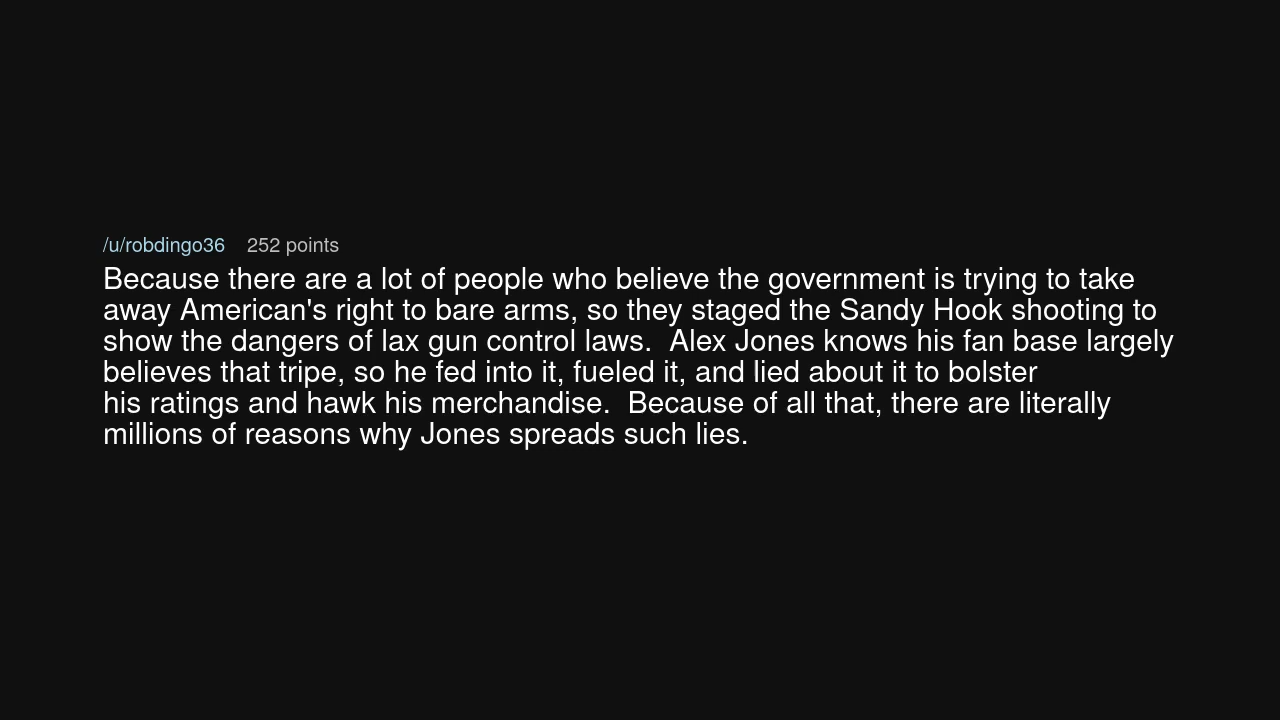 /u/robdingo36 252 points
Because there are a lot of people who believe the government is trying to take
away American's right to bare arms, so they staged the Sandy Hook shooting to
show the dangers of lax gun control laws.  Alex Jones knows his fan base largely
believes that tripe, so he fed into it, fueled it, and lied about it to bolster
his ratings and hawk his merchandise.  Because of all that, there are literally
millions of reasons why Jones spreads such lies.